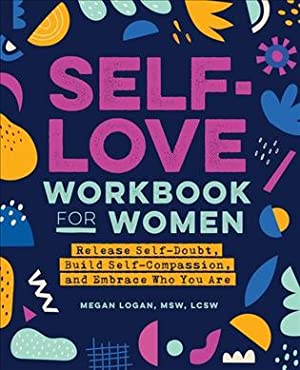 SELF-
LOVE
WORKBOOK
FOR WOMEN
Release Self-Doubt,
Build Self-Compassion,
and Embrace Who You Are
MEGAN LOGAN, MSW, LCSW